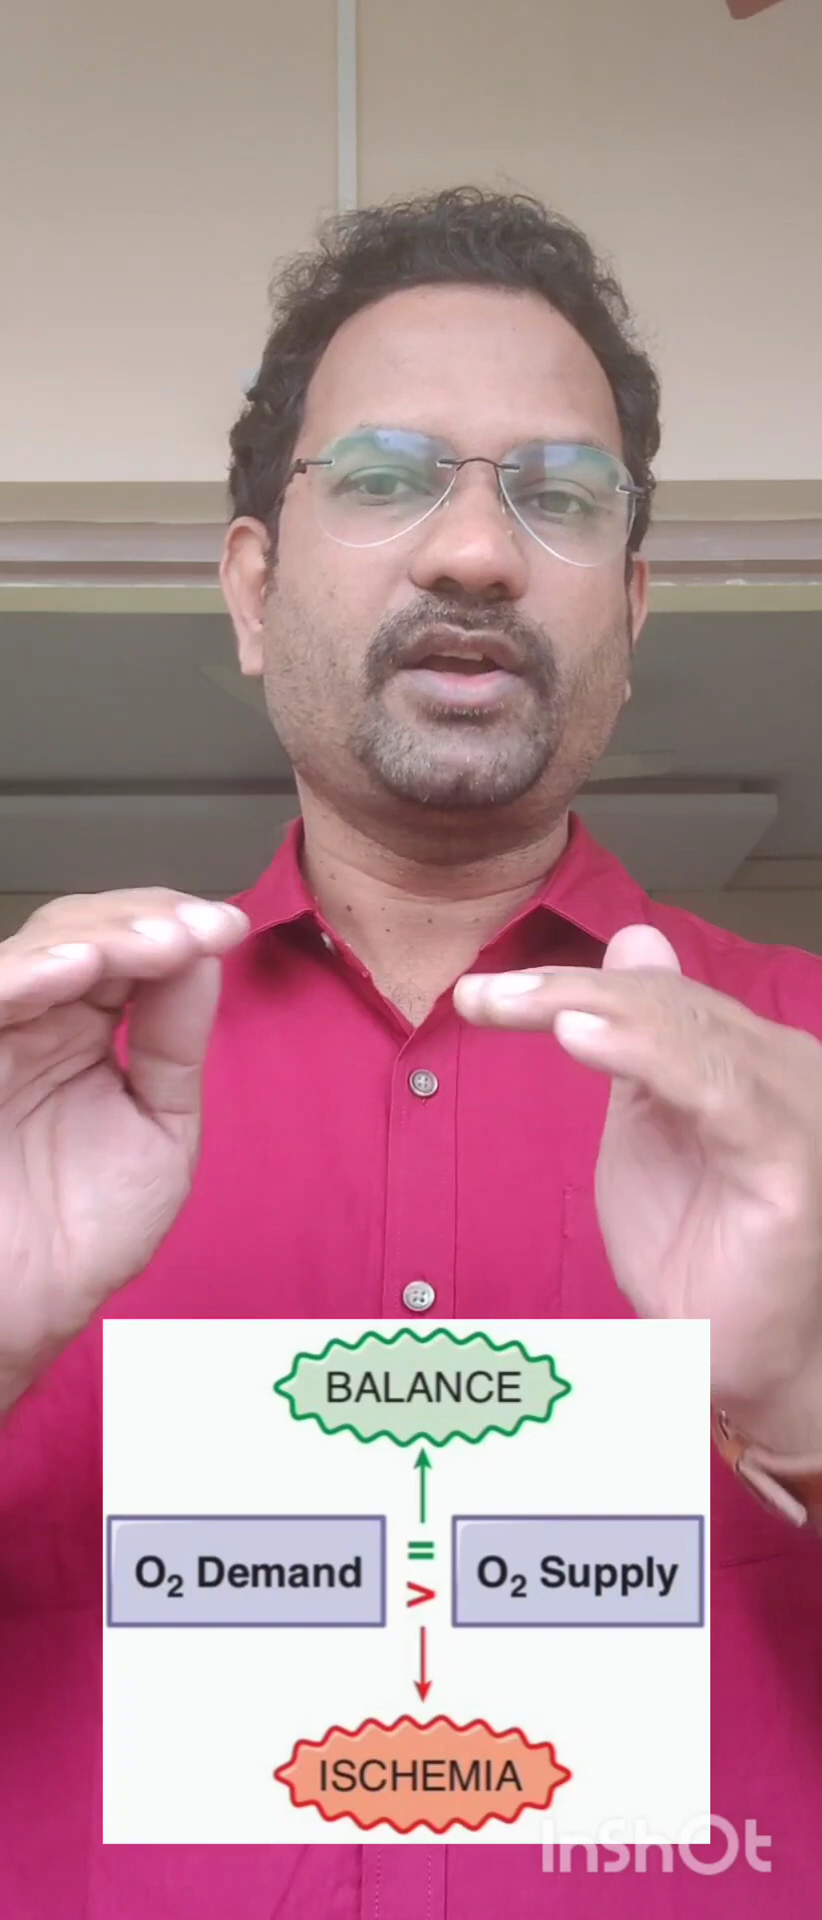 BALANCE
=
O₂ Demand
O₂ Supply
>
ISCHEMIA
InShOt